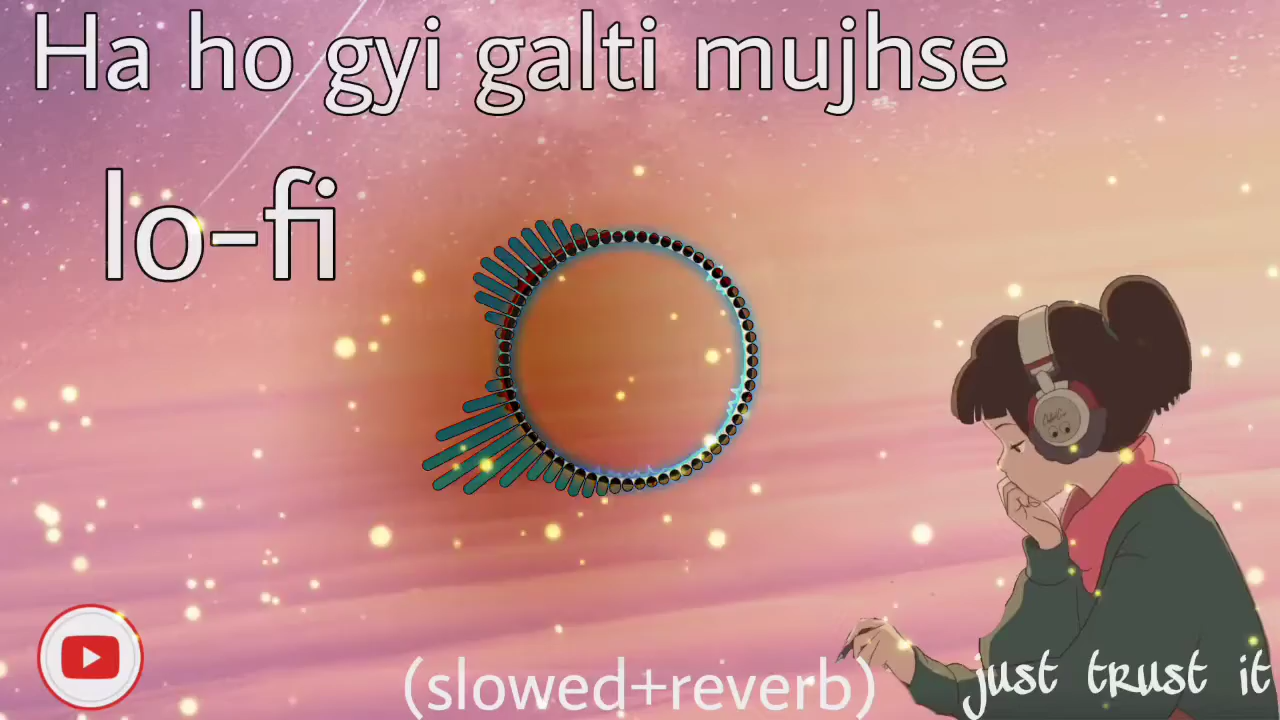 Ha ho gyi galti mujhse
lo-fi
(slowed+reverb)
just trust it